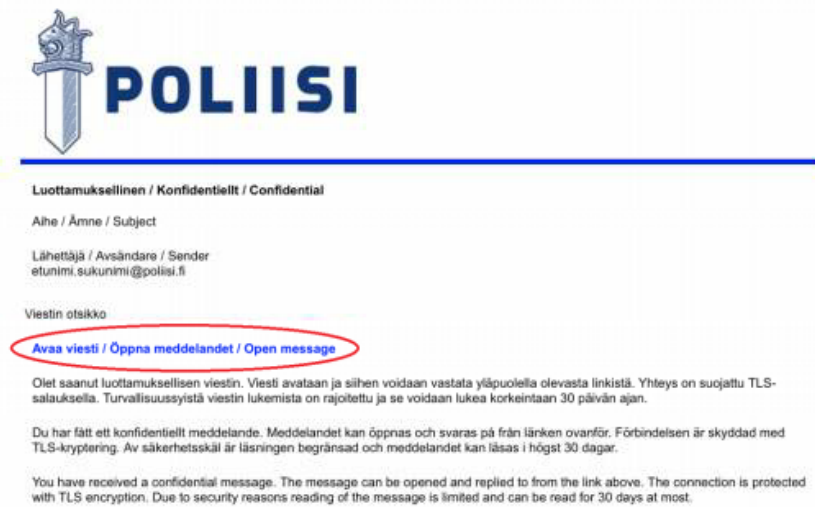 POLIISI
Luottamuksellinen / Konfidentiellt / Confidential
Aihe / Ämne / Subject
Lähettäjä / Avsändare / Sender
etunimi.sukunimi@poliisi.fi
Viestin otsikko
Avaa viesti / Öppna meddelandet / Open message
Olet saanut luottamuksellisen viestin. Viesti avataan ja siihen voidaan vastata yläpuolella olevasta linkistä. Yhteys on suojattu TLS-
salauksella. Turvallisuussyistä viestin lukemista on rajoitettu ja se voidaan lukea korkeintaan 30 päivän ajan.
Du har fått ett konfidentiellt meddelande. Meddelandet kan öppnas och svaras på från länken ovanför. Förbindelsen är skyddad med
TLS-kryptering. Av säkerhetsskäl är läsningen begränsad och meddelandet kan läsas i högst 30 dagar.
You have received a confidential message. The message can be opened and replied to from the link above. The connection is protected
with TLS encryption. Due to security reasons reading of the message is limited and can be read for 30 days at most.